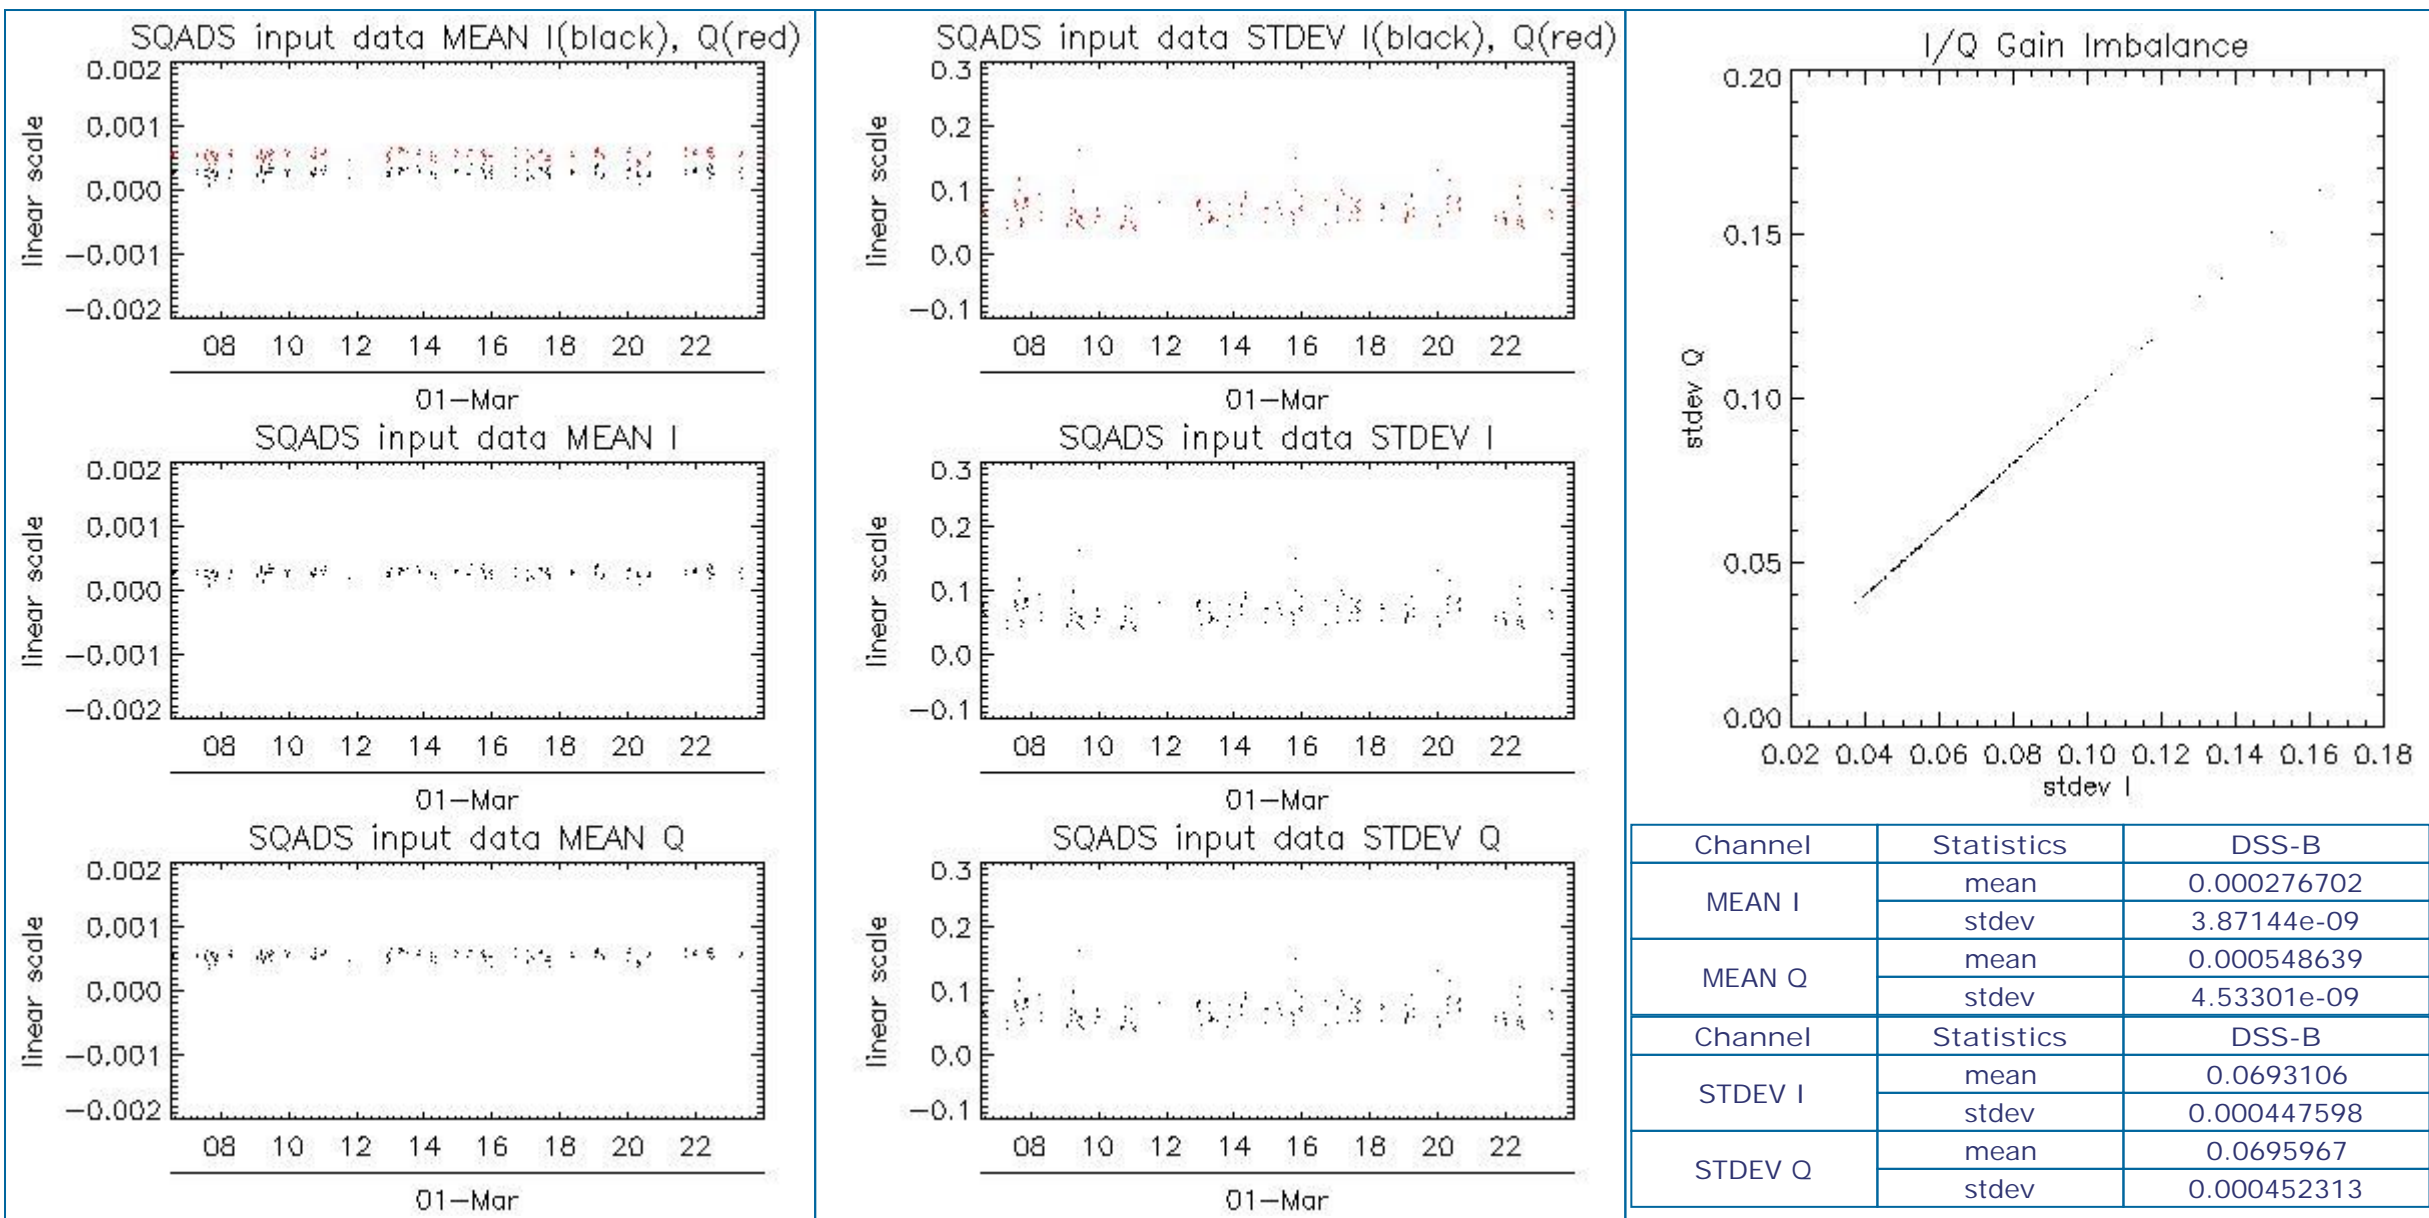 SQADS input data MEAN I(black), Q(red)
0.002
0.001
0.000
-0.001
-0.002
linear scale
08 10 12 14 16 18 20 22
01-Mar
SQADS input data MEAN I
0.002
0.001
0.000
-0.001
-0.002
linear scale
08 10 12 14 16 18 20 22
01-Mar
SQADS input data MEAN Q
0.002
0.001
0.000
-0.001
-0.002
linear scale
08 10 12 14 16 18 20 22
01-Mar
SQADS input data STDEV I(black), Q(red)
0.3
0.2
0.1
0.0
-0.1
linear scale
08 10 12 14 16 18 20 22
01-Mar
SQADS input data STDEV I
0.3
0.2
0.1
0.0
-0.1
linear scale
08 10 12 14 16 18 20 22
01-Mar
SQADS input data STDEV Q
0.3
0.2
0.1
0.0
-0.1
linear scale
08 10 12 14 16 18 20 22
01-Mar
I/Q Gain Imbalance
0.20
0.15
0.10
0.05
0.00
stdev Q
0.02 0.04 0.06 0.08 0.10 0.12 0.14 0.16 0.18
stdev I
Channel Statistics DSS-B
MEAN I mean 0.000276702
stdev 3.87144e-09
MEAN Q mean 0.000548639
stdev 4.53301e-09
Channel Statistics DSS-B
STDEV I mean 0.0693106
stdev 0.000447598
STDEV Q mean 0.0695967
stdev 0.000452313